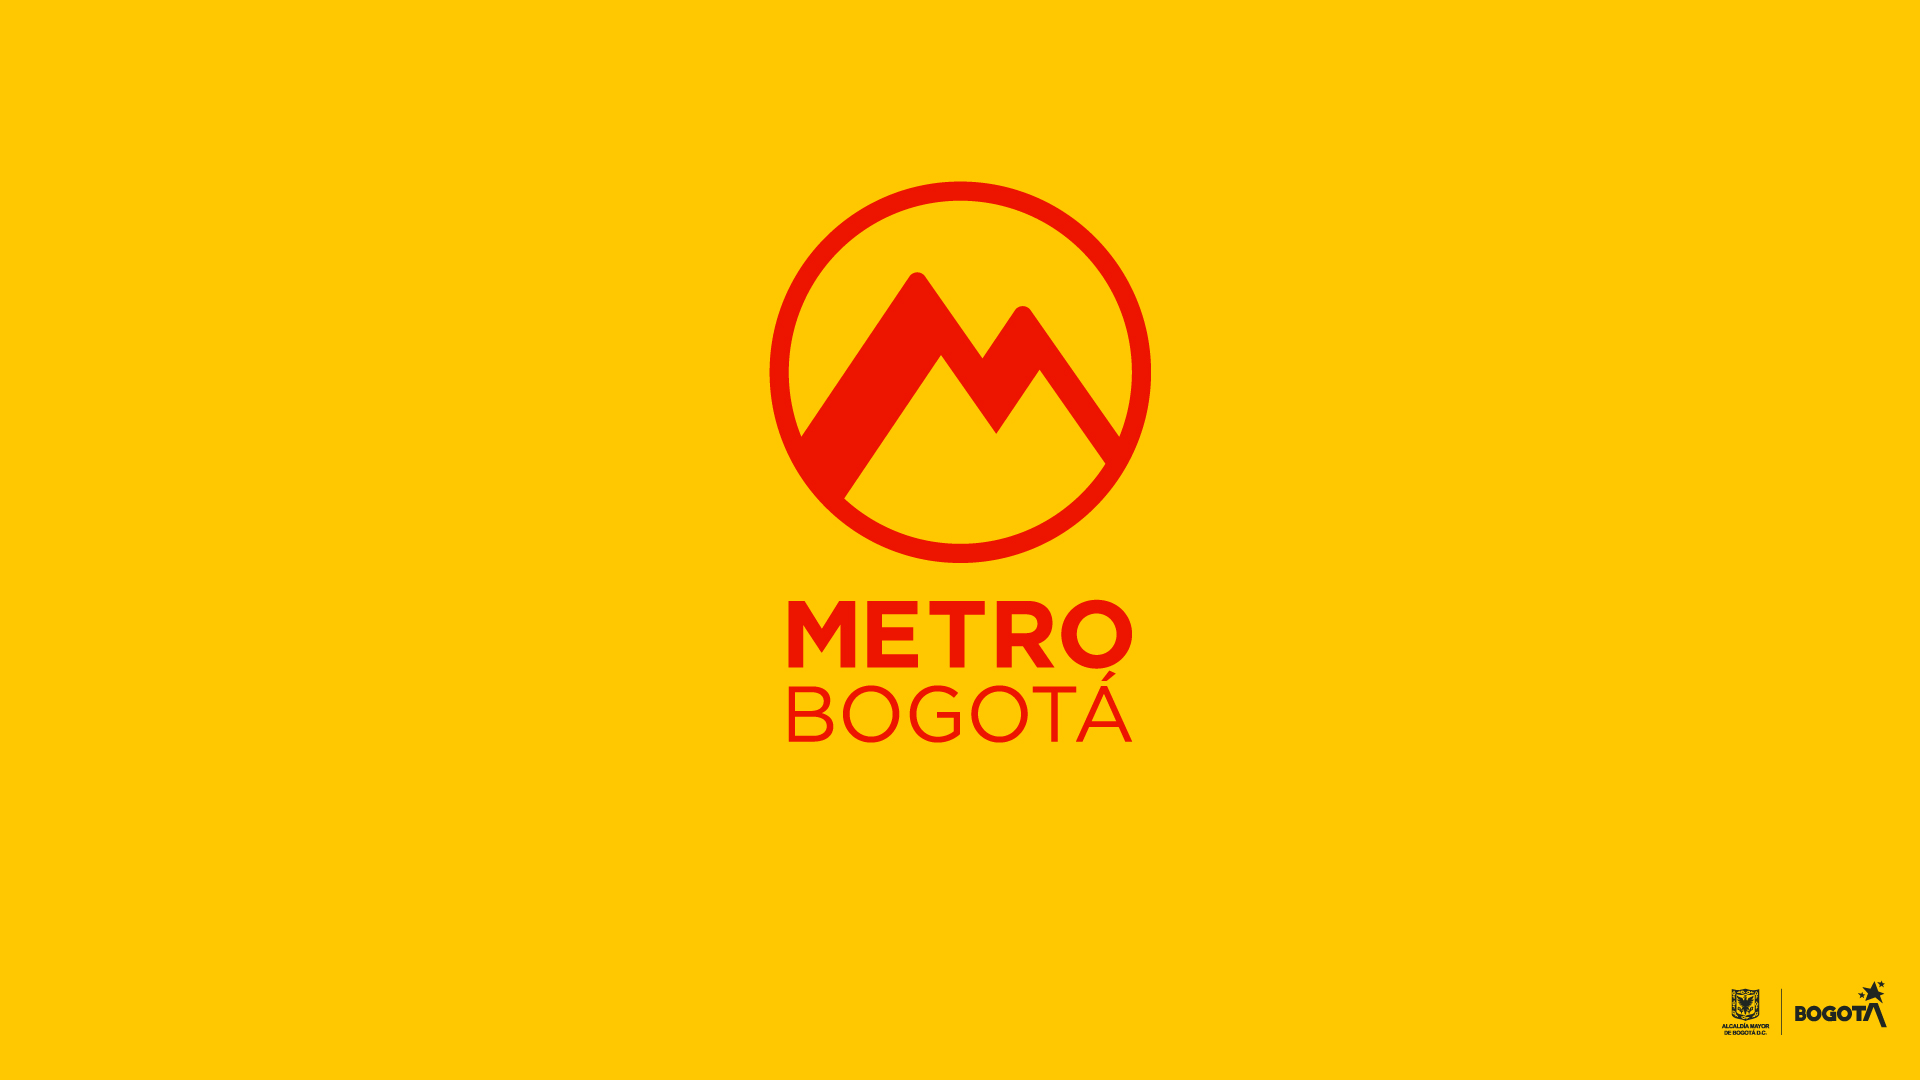 METRO
BOGOTÁ
ALCALDÍA MAYOR
DE BOGOTÁ D.C.
BOGOTÁ